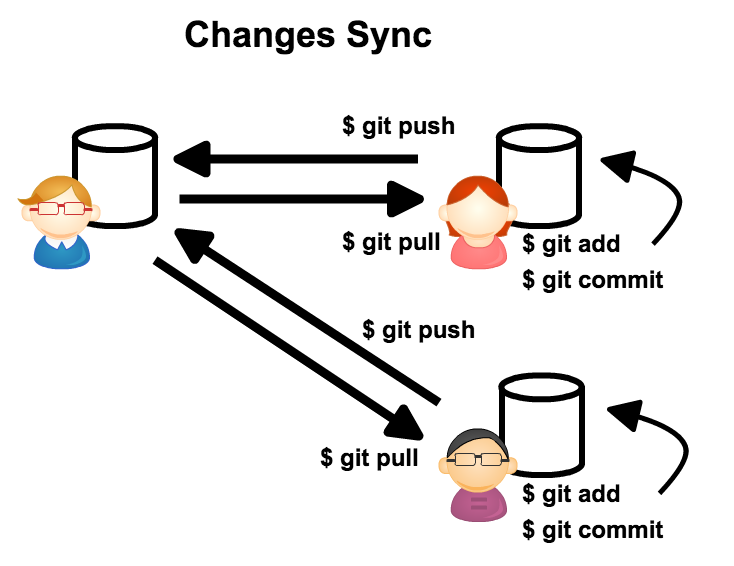 Changes Sync
$ git push
$ git pull
$ git add
$ git commit
$ git push
$ git pull
$ git add
$ git commit